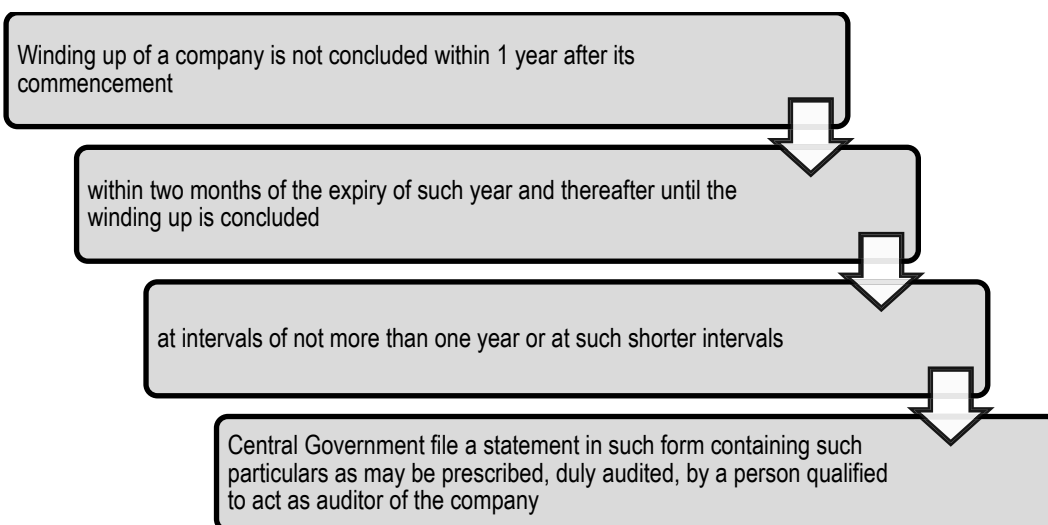 Winding up of a company is not concluded within 1 year after its
commencement
within two months of the expiry of such year and thereafter until the
winding up is concluded
at intervals of not more than one year or at such shorter intervals
Central Government file a statement in such form containing such
particulars as may be prescribed, duly audited, by a person qualified
to act as auditor of the company